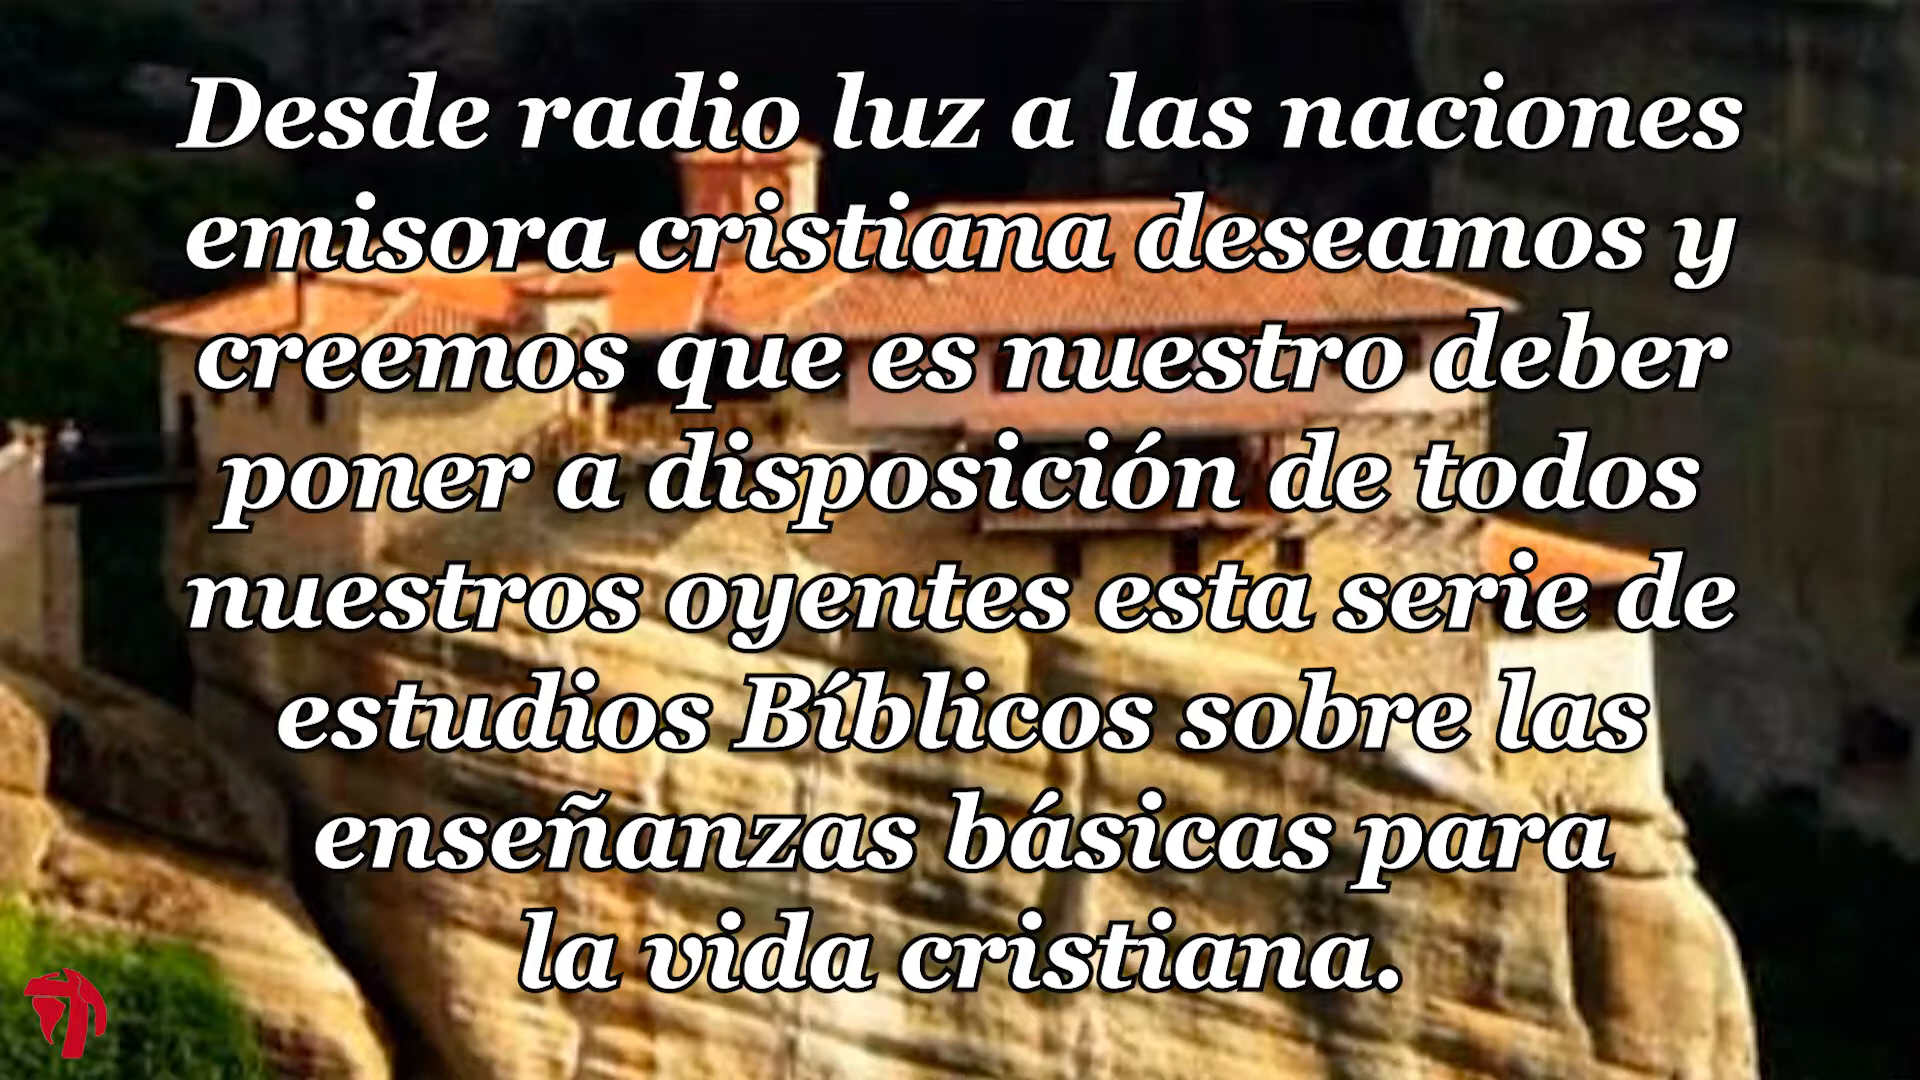 Desde radio luz a las naciones
emisora cristiana deseamos y
creemos que es nuestro deber
poner a disposición de todos
nuestros oyentes esta serie de
estudios Bíblicos sobre las
enseñanzas básicas para
la vida cristiana.